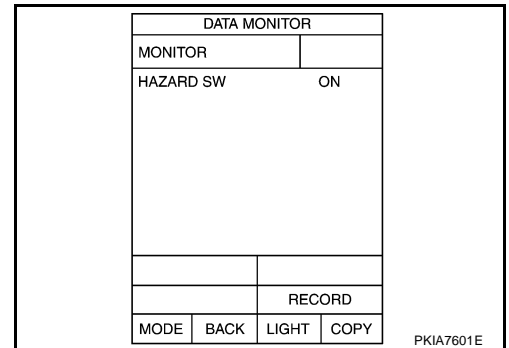 DATA MONITOR
MONITOR
HAZARD SW ON
RECORD
MODE BACK LIGHT COPY
PKIA7601E